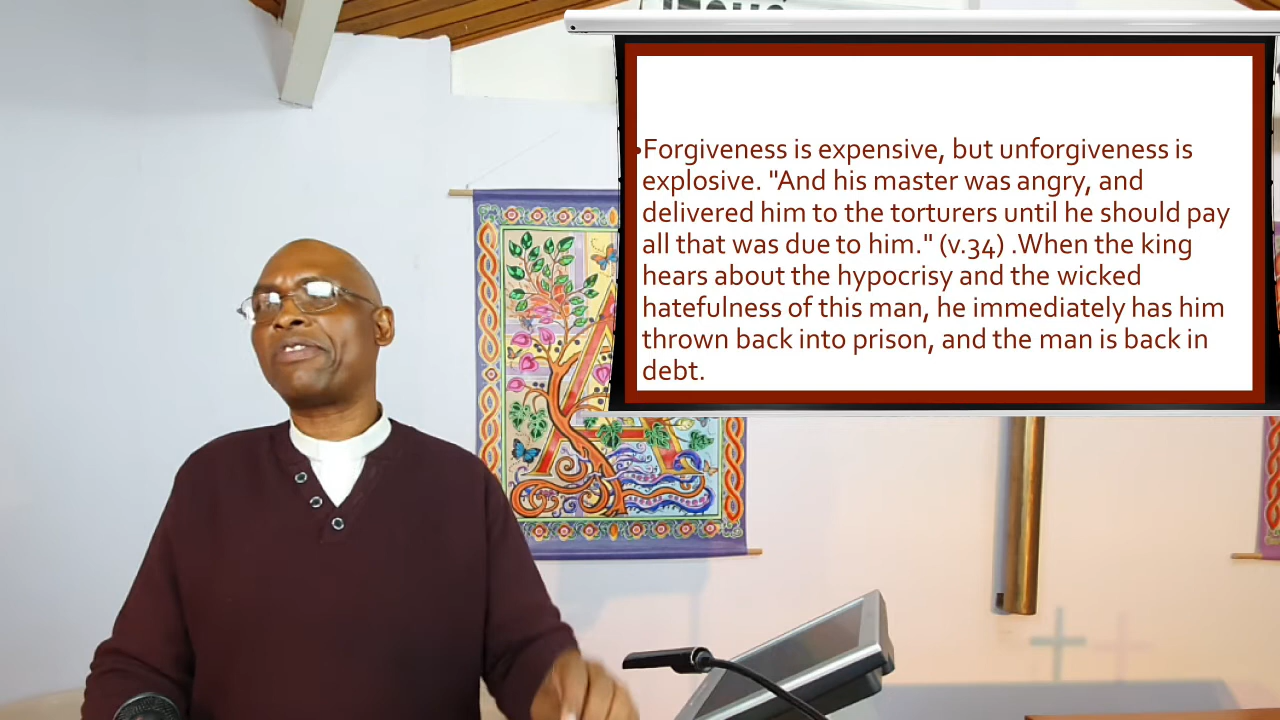 •Forgiveness is expensive, but unforgiveness is
explosive. "And his master was angry, and
delivered him to the torturers until he should pay
all that was due to him." (v.34) .When the king
hears about the hypocrisy and the wicked
hatefulness of this man, he immediately has him
thrown back into prison, and the man is back in
debt.